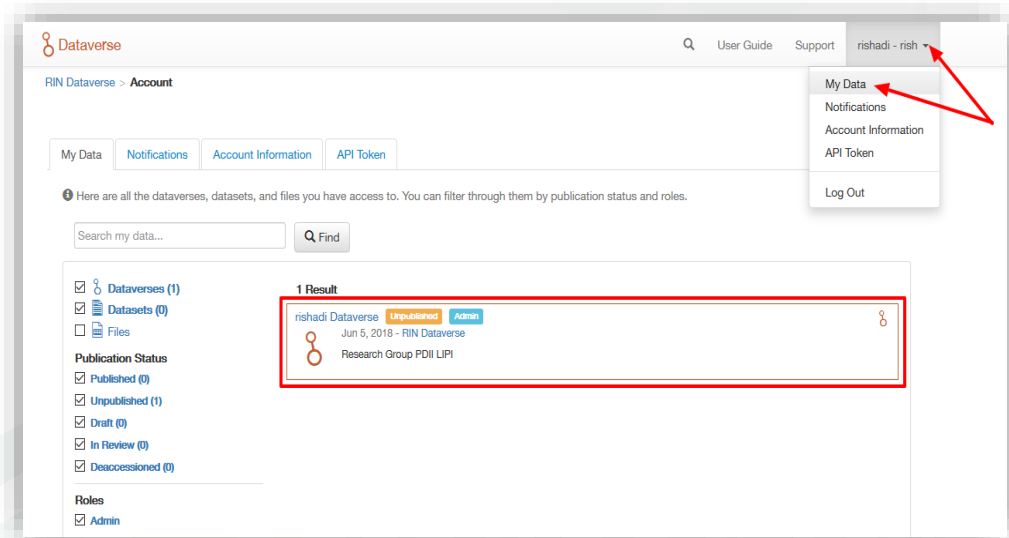 Dataverse
User Guide Support rishadi - rish
RIN Dataverse > Account
My Data
Notifications
Account Information
API Token
Log Out
My Data Notifications Account Information API Token
Here are all the dataverses, datasets, and files you have access to. You can filter through them by publication status and roles.
Search my data... Find
Dataverses (1)
Datasets (0)
Files
Publication Status
Published (0)
Unpublished (1)
Draft (0)
In Review (0)
Deaccessioned (0)
Roles
Admin
1 Result
rishadi Dataverse Unpublished Admin
Jun 5, 2018 - RIN Dataverse
Research Group PDII LIPI